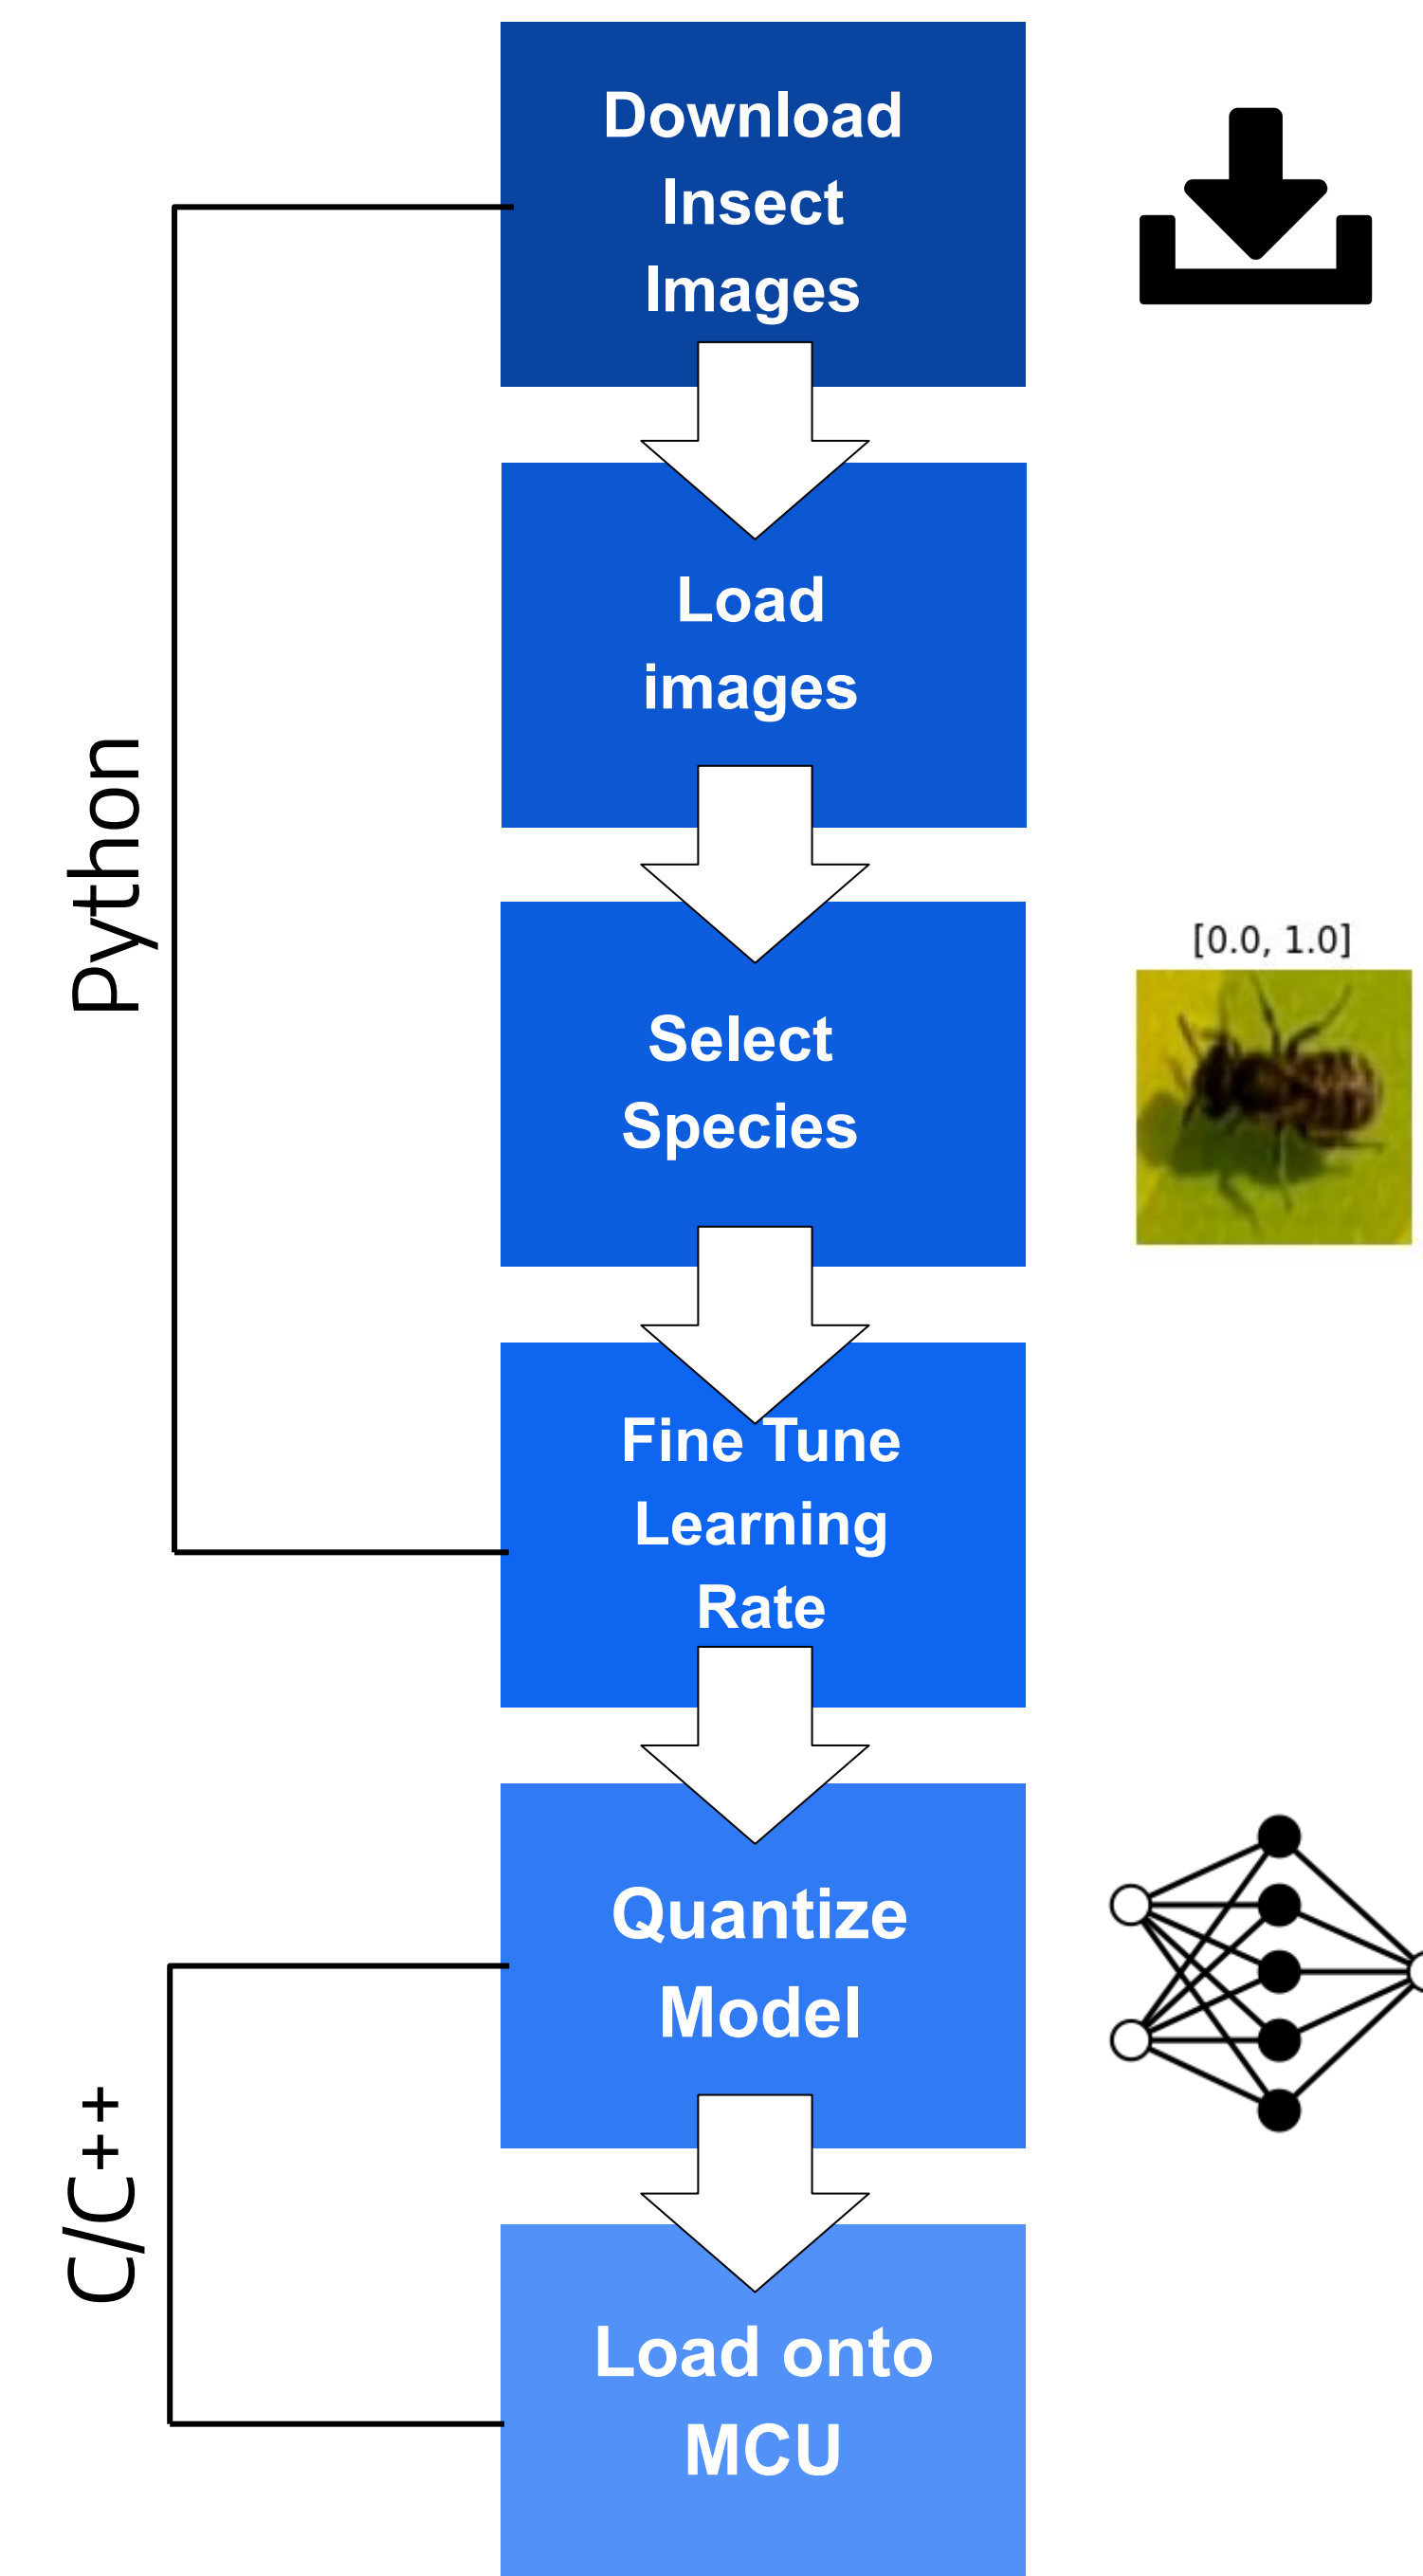 Download
Insect
Images
Load
images
Python
[0.0, 1.0]
Select
Species
Fine Tune
Learning
Rate
Quantize
Model
C/C++
Load onto
MCU